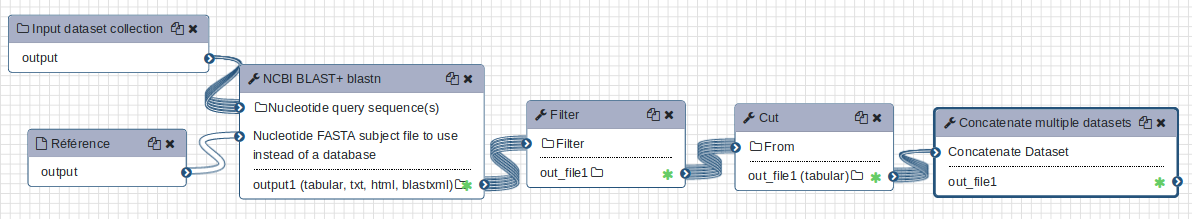 Input dataset collection
output
Référence
output
NCBI BLAST+ blastn
Nucleotide query sequence(s)
Nucleotide FASTA subject file to use
instead of a database
output1 (tabular, txt, html, blastxml)
Filter
Filter
out_file1
Cut
From
out_file1 (tabular)
Concatenate multiple datasets
Concatenate Dataset
out_file1